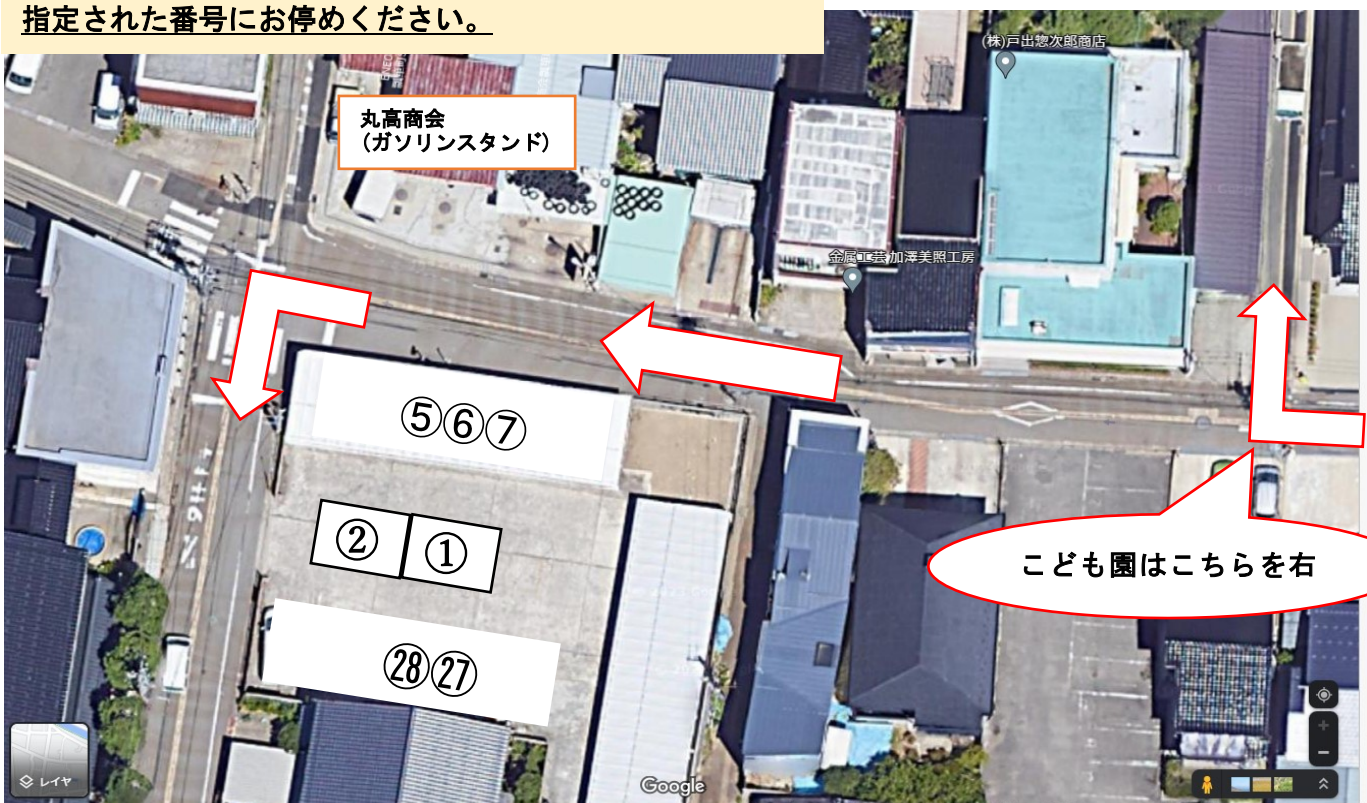 指定された番号にお停めください。
(株)戸出惣次郎商店
丸高商会
(ガソリンスタンド)
金属工芸 加澤美照工房
⑤⑥⑦
② ①
こども園はこちらを右
㉘㉗
レイヤ
Google